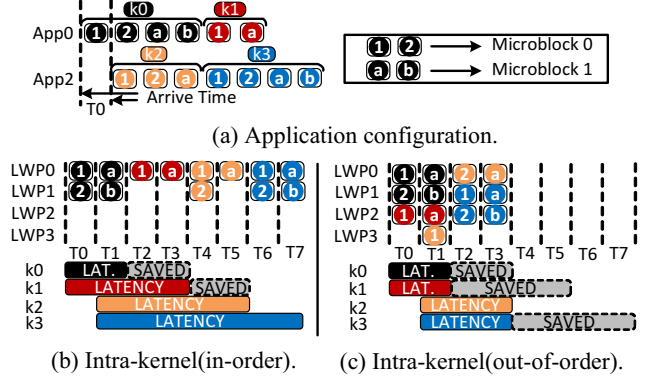 k0 k1
App0 1 2 a b 1 a
k2 k3
App2 1 2 a 1 2 a b
T0 Arrive Time
1 2 Microblock 0
a b Microblock 1
(a) Application configuration.
LWP0 1 a 1 a 1 a 1 a
LWP1 2 b 2 2 b
LWP2
LWP3
T0 T1 T2 T3 T4 T5 T6 T7
k0 LAT. SAVED
k1 LATENCY SAVED
k2 LATENCY
k3 LATENCY
(b) Intra-kernel(in-order).
LWP0 1 a 2 a
LWP1 2 b 1 a
LWP2 1 a 2 b
LWP3 1
T0 T1 T2 T3 T4 T5 T6 T7
k0 LAT. SAVED
k1 LAT. SAVED
k2 LATENCY
k3 LATENCY SAVED
(c) Intra-kernel(out-of-order).